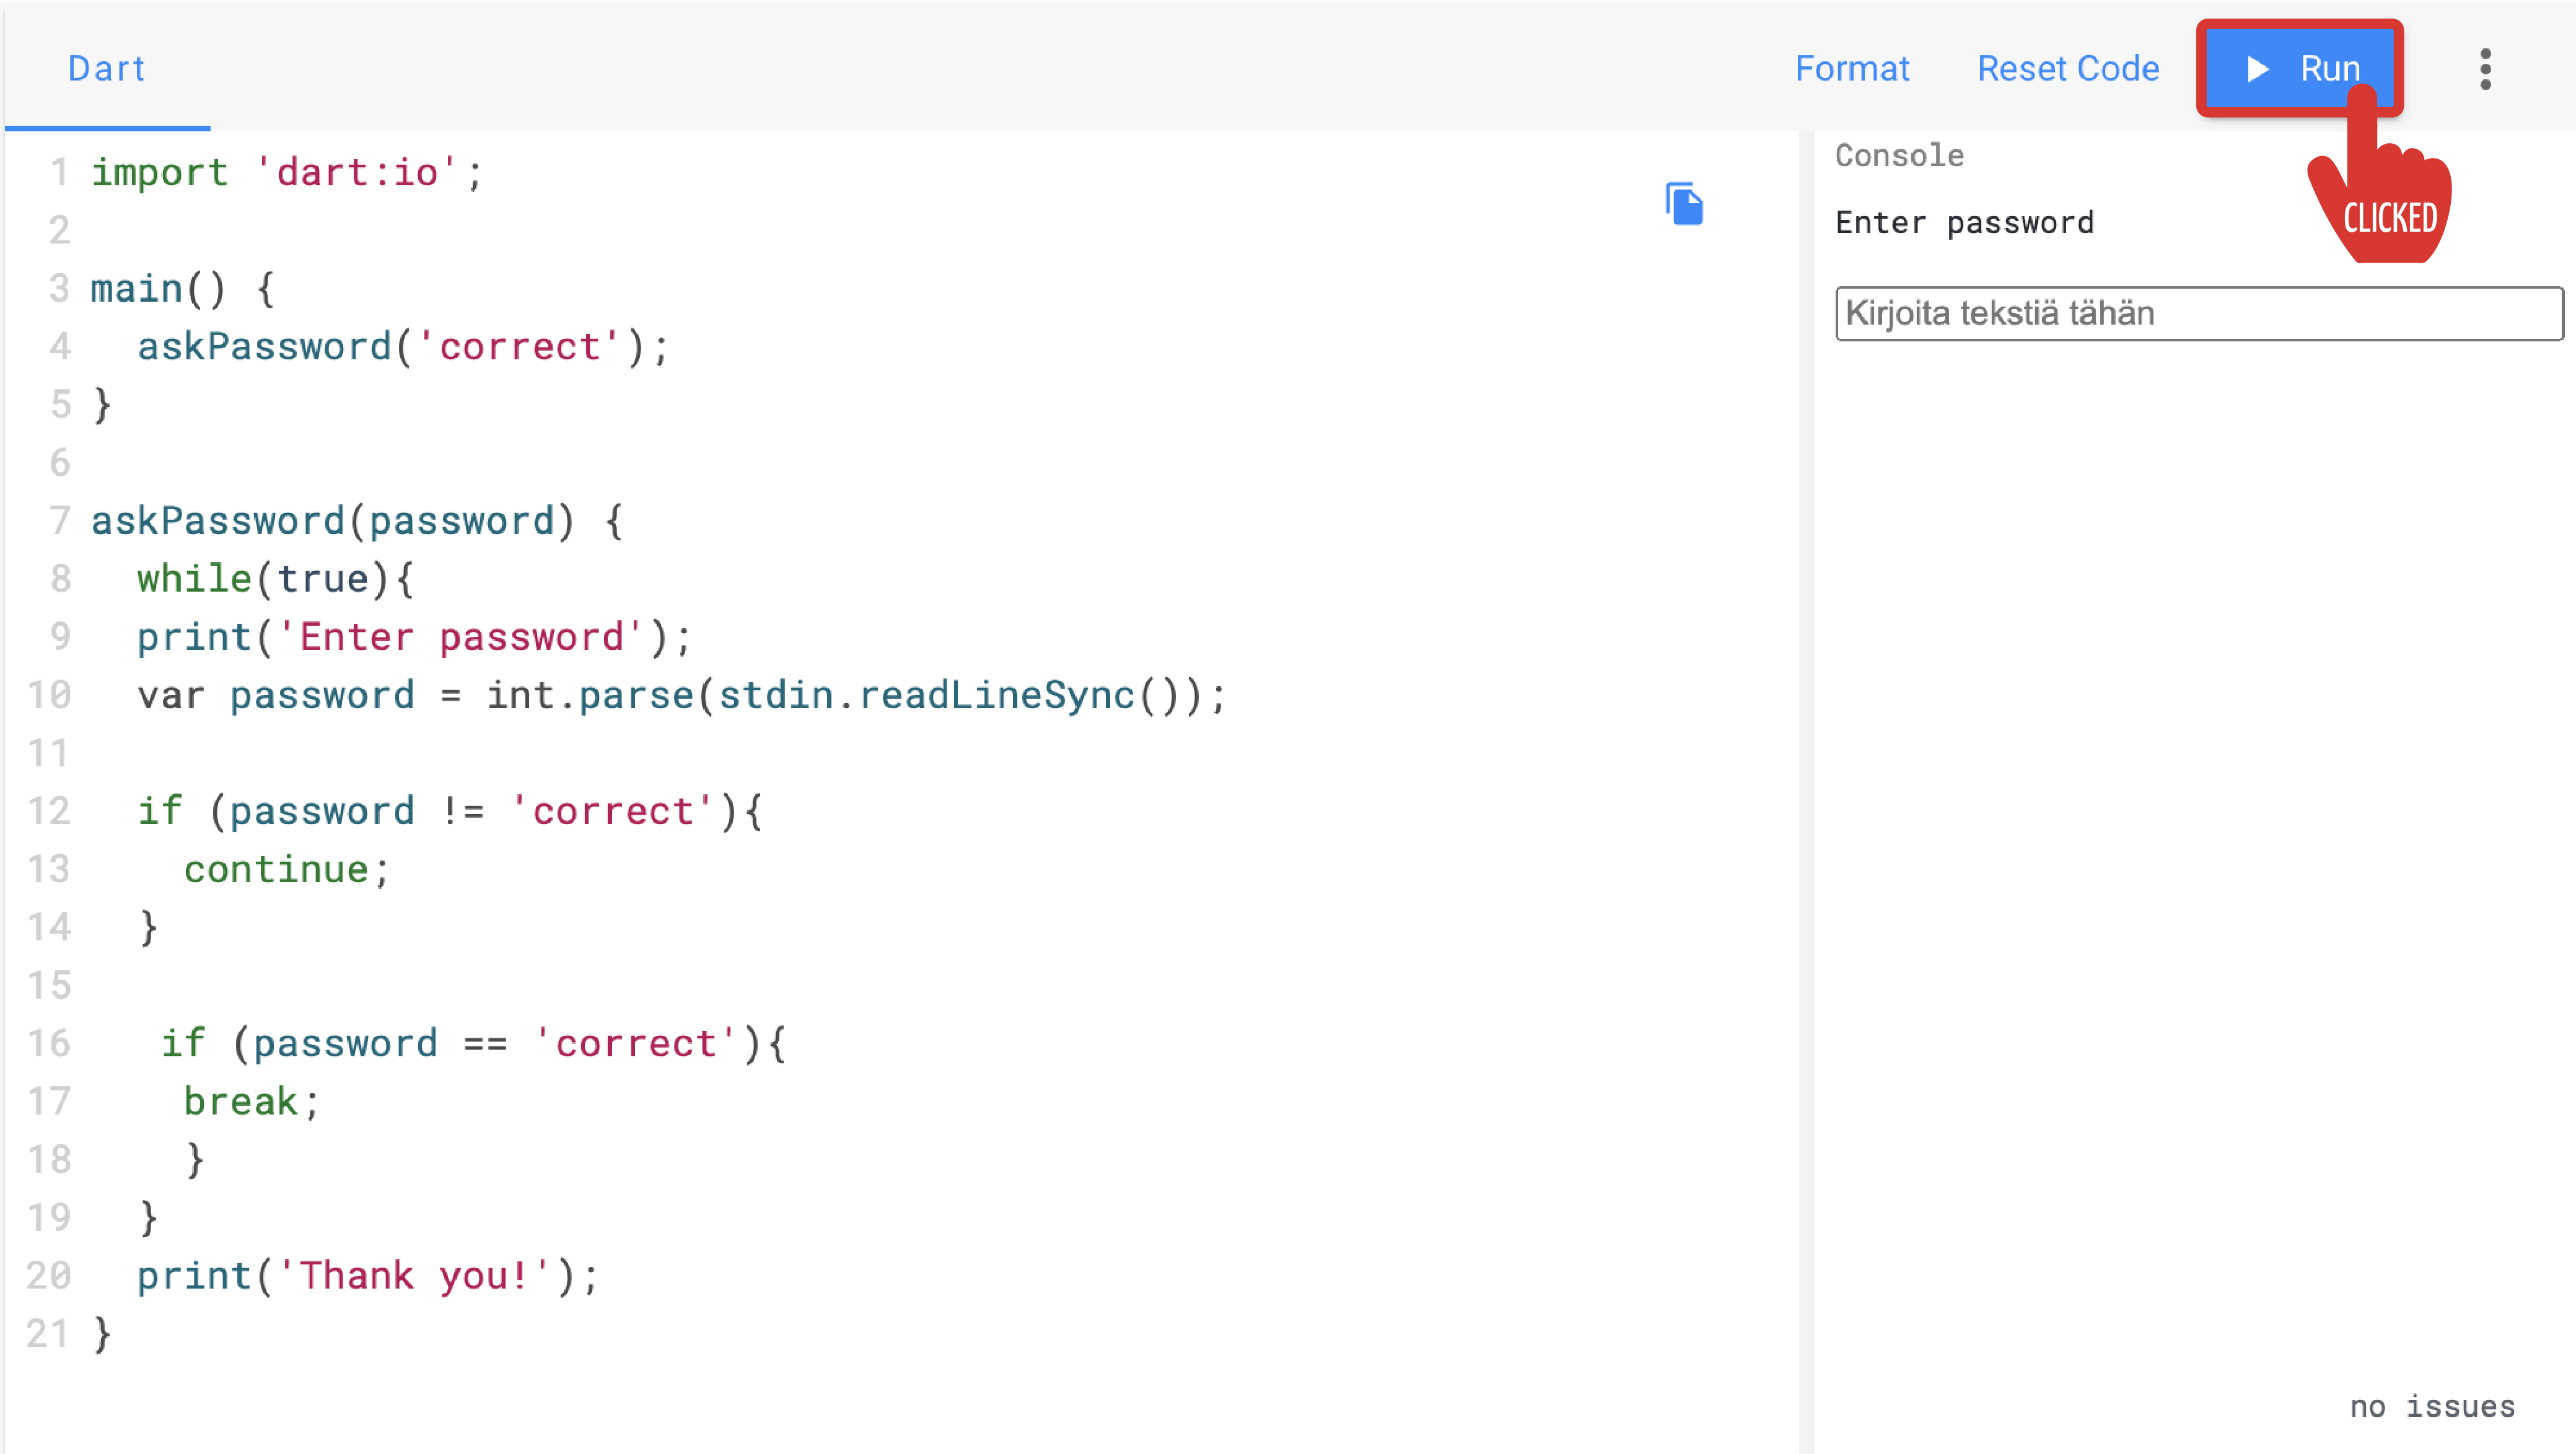 Dart
Format Reset Code Run
CLICKED
1 import 'dart:io';
2
3 main() {
4 askPassword('correct');
5 }
6
7 askPassword(password) {
8 while(true){
9 print('Enter password');
10 var password = int.parse(stdin.readLineSync());
11
12 if (password != 'correct'){
13 continue;
14 }
15
16 if (password == 'correct'){
17 break;
18 }
19 }
20 print('Thank you!');
21 }
Console
Enter password
Kirjoita tekstiä tähän
no issues